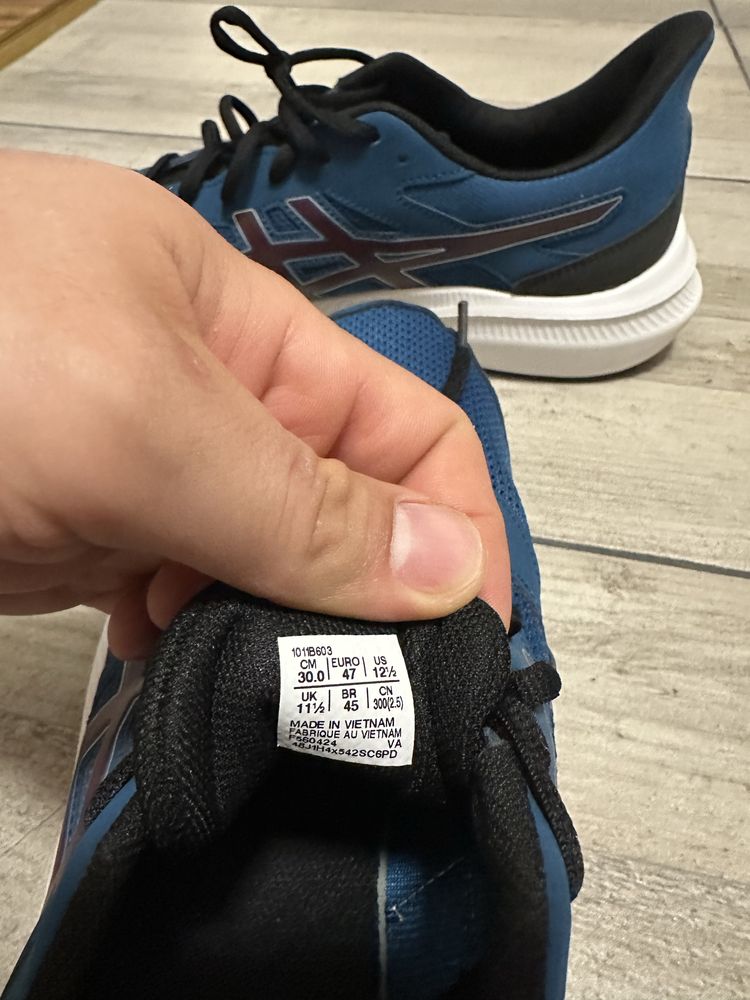 1011B603
CM EURO US
30.0 47 12½
UK BR CN
11½ 45 300(2.5)
MADE IN VIETNAM
FABRIQUE AU VIETNAM
F560424 VA